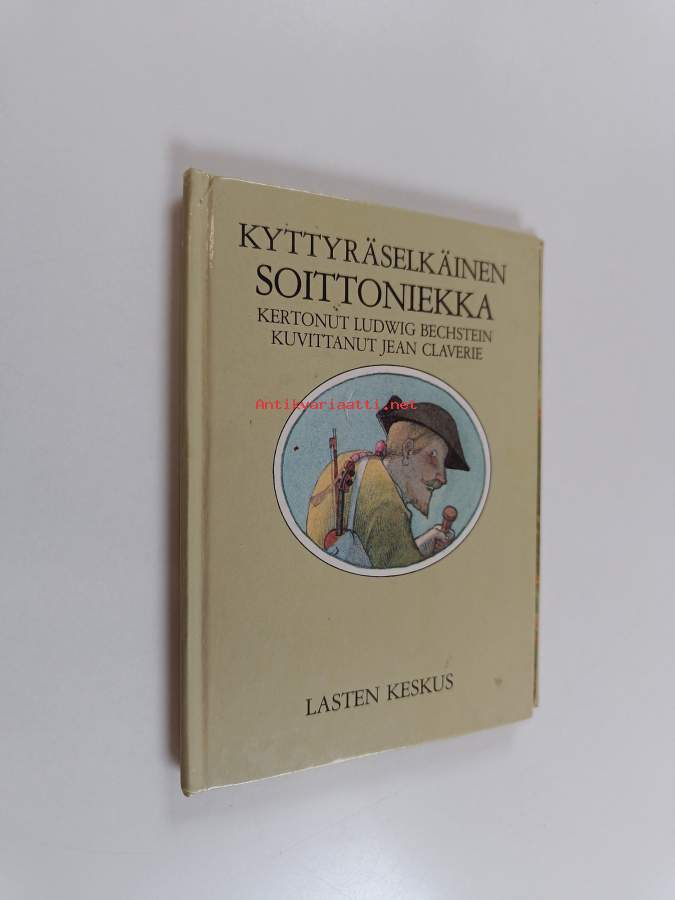 KYTTYRÄSELKÄINEN
SOITTONIEKKA
KERTONUT LUDWIG BECHSTEIN
KUVITTANUT JEAN CLAVERIE
Antikvariaatti.net
LASTEN KESKUS